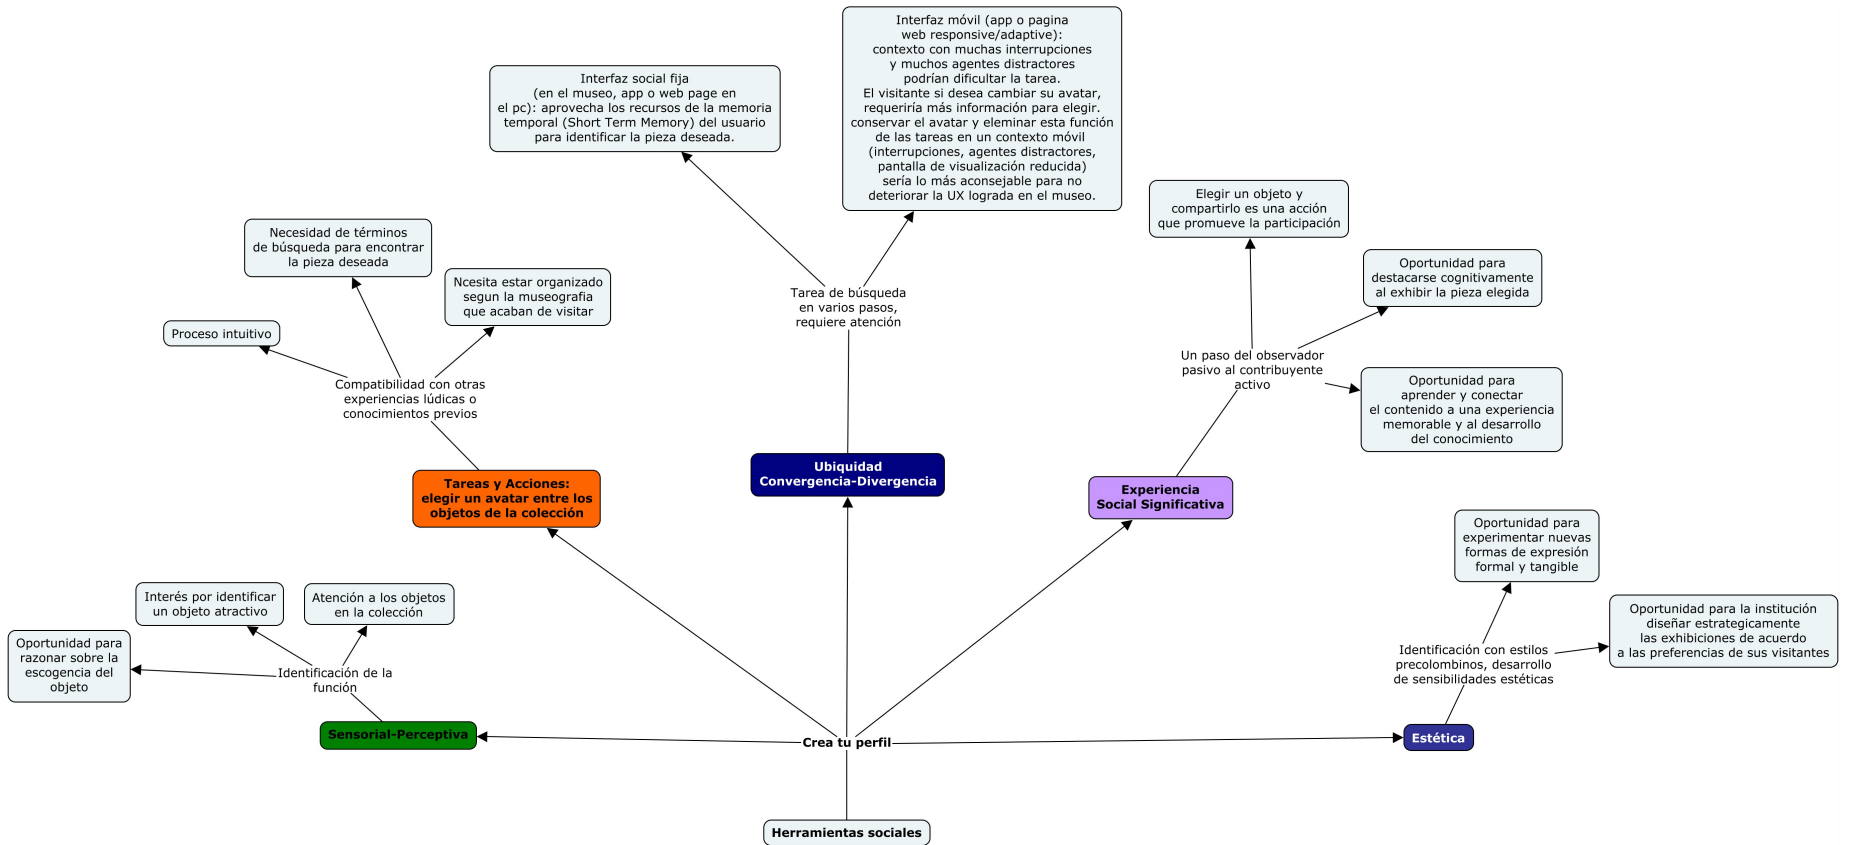 Interfaz móvil (app o pagina
web responsive/adaptive):
contexto con muchas interrupciones
y muchos agentes distractores
podrían dificultar la tarea.
El visitante si desea cambiar su avatar,
requeriría más información para elegir.
conservar el avatar y eleminar esta función
de las tareas en un contexto móvil
(interrupciones, agentes distractores,
pantalla de visualización reducida)
sería lo más aconsejable para no
deteriorar la UX lograda en el museo.
Interfaz social fija
(en el museo, app o web page en
el pc): aprovecha los recursos de la memoria
temporal (Short Term Memory) del usuario
para identificar la pieza deseada.
Elegir un objeto y
compartirlo es una acción
que promueve la participación
Necesidad de términos
de búsqueda para encontrar
la pieza deseada
Ncesita estar organizado
segun la museografia
que acaban de visitar
Oportunidad para
destacarse cognitivamente
al exhibir la pieza elegida
Proceso intuitivo
Tarea de búsqueda
en varios pasos,
requiere atención
Un paso del observador
pasivo al contribuyente
activo
Compatibilidad con otras
experiencias lúdicas o
conocimientos previos
Oportunidad para
aprender y conectar
el contenido a una experiencia
memorable y al desarrollo
del conocimiento
Tareas y Acciones:
elegir un avatar entre los
objetos de la colección
Ubiquidad
Convergencia-Divergencia
Experiencia
Social Significativa
Oportunidad para
experimentar nuevas
formas de expresión
formal y tangible
Interés por identificar
un objeto atractivo
Atención a los objetos
en la colección
Oportunidad para la institución
diseñar estrategicamente
las exhibiciones de acuerdo
a las preferencias de sus visitantes
Oportunidad para
razonar sobre la
escogencia del
objeto
Identificación de la
función
Identificación con estilos
precolombinos, desarrollo
de sensibilidades estéticas
Sensorial-Perceptiva
Crea tu perfil
Estética
Herramientas sociales